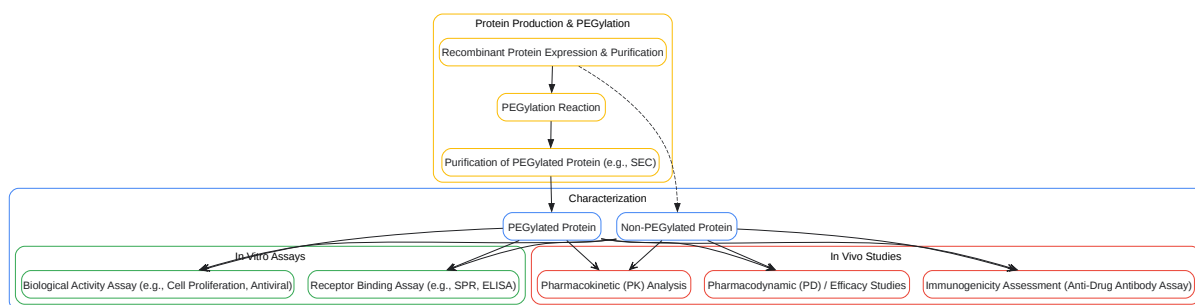 Protein Production & PEGylation
Recombinant Protein Expression & Purification
PEGylation Reaction
Purification of PEGylated Protein (e.g., SEC)
Characterization
PEGylated Protein
Non-PEGylated Protein
In Vitro Assays
In Vivo Studies
Biological Activity Assay (e.g., Cell Proliferation, Antiviral)
Receptor Binding Assay (e.g., SPR, ELISA)
Pharmacokinetic (PK) Analysis
Pharmacodynamic (PD) / Efficacy Studies
Immunogenicity Assessment (Anti-Drug Antibody Assay)